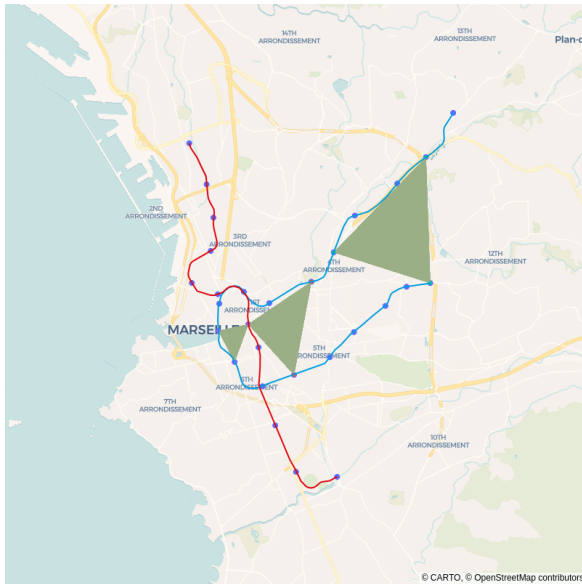 14TH
ARRONDISSEMENT
13TH
ARRONDISSEMENT
Plan-d
2ND
ARRONDISSEMENT
3RD
ARRONDISSEMENT
4TH
ARRONDISSEMENT
12TH
ARRONDISSEMENT
1ST
ARRONDISSEM
MARSEILLE
5TH
ARRONDISSEMENT
6TH
ARRONDISSEMENT
7TH
ARRONDISSEMENT
10TH
ARRONDISSEMENT
© CARTO, © OpenStreetMap contributors